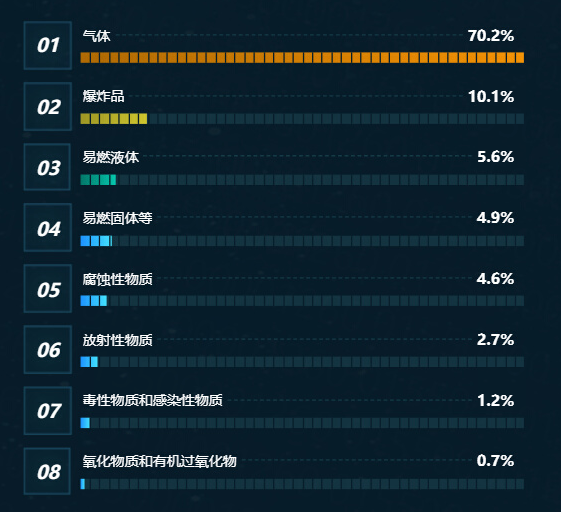 01 气体 70.2%
02 爆炸品 10.1%
03 易燃液体 5.6%
04 易燃固体等 4.9%
05 腐蚀性物质 4.6%
06 放射性物质 2.7%
07 毒性物质和感染性物质 1.2%
08 氧化物质和有机过氧化物 0.7%